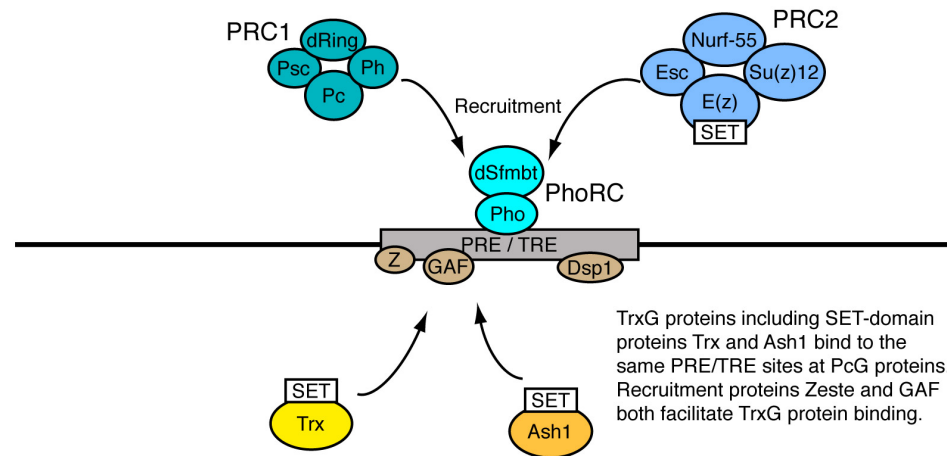 PRC1
PRC2
dRing
Psc
Ph
Pc
Nurf-55
Esc
Su(z)12
E(z)
SET
Recruitment
dSfmbt
PhoRC
Pho
PRE / TRE
Z
GAF
Dsp1
TrxG proteins including SET-domain
proteins Trx and Ash1 bind to the
same PRE/TRE sites at PcG proteins
Recruitment proteins Zeste and GAF
both facilitate TrxG protein binding.
SET
Trx
SET
Ash1